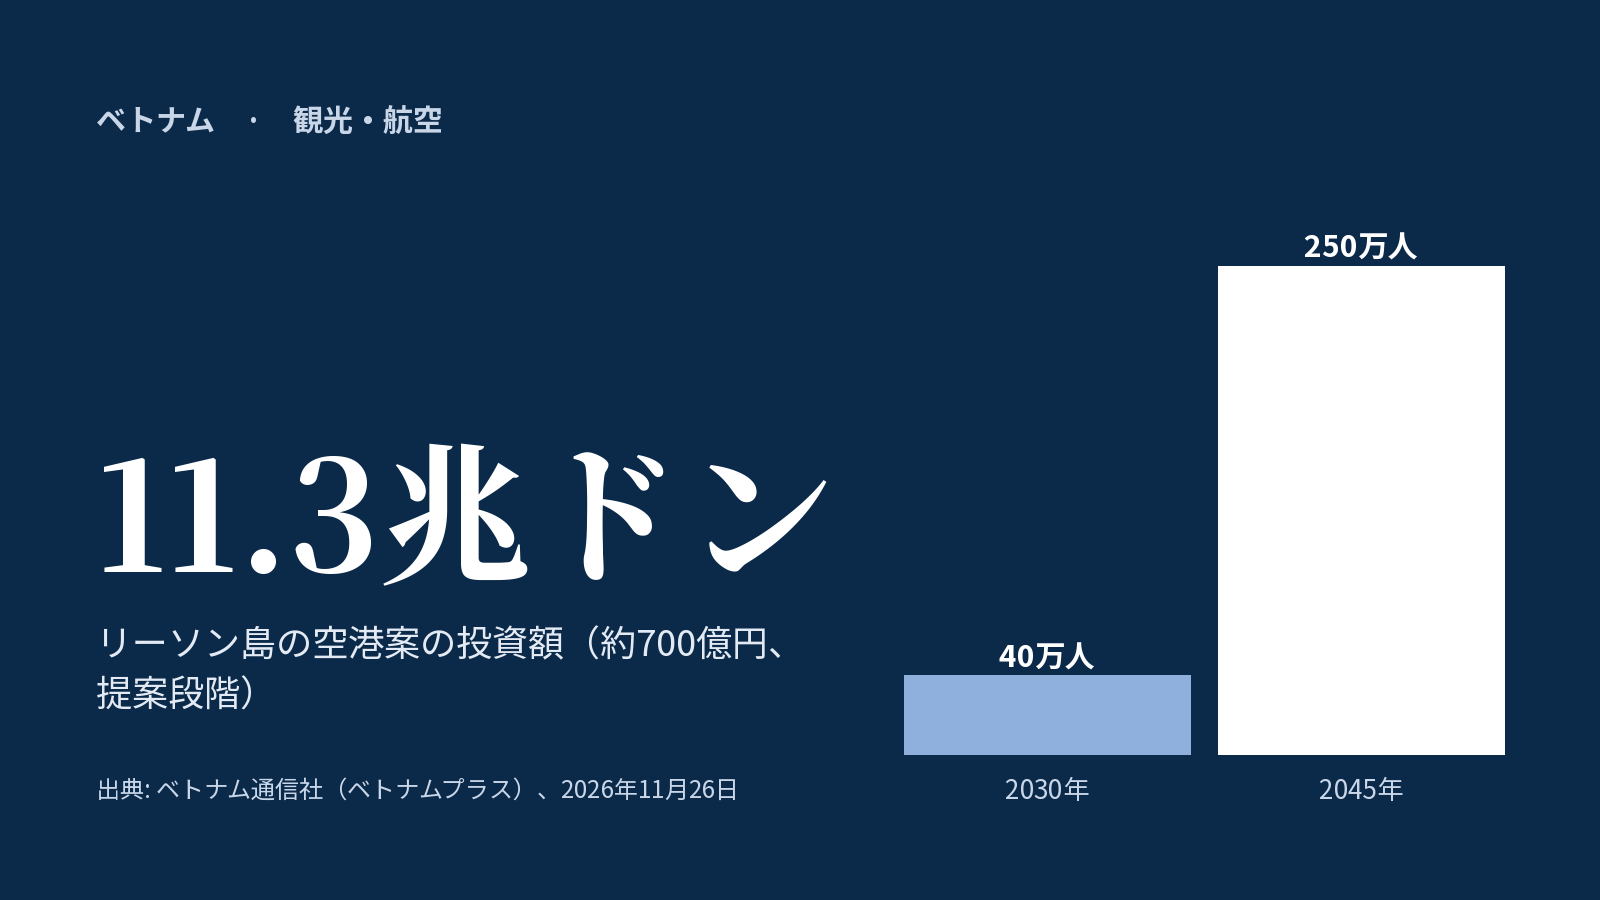 ベトナム · 観光・航空
11.3兆ドン
リーソン島の空港案の投資額（約700億円、
提案段階）
出典: ベトナム通信社（ベトナムプラス）、2026年11月26日
250万人
40万人
2030年
2045年